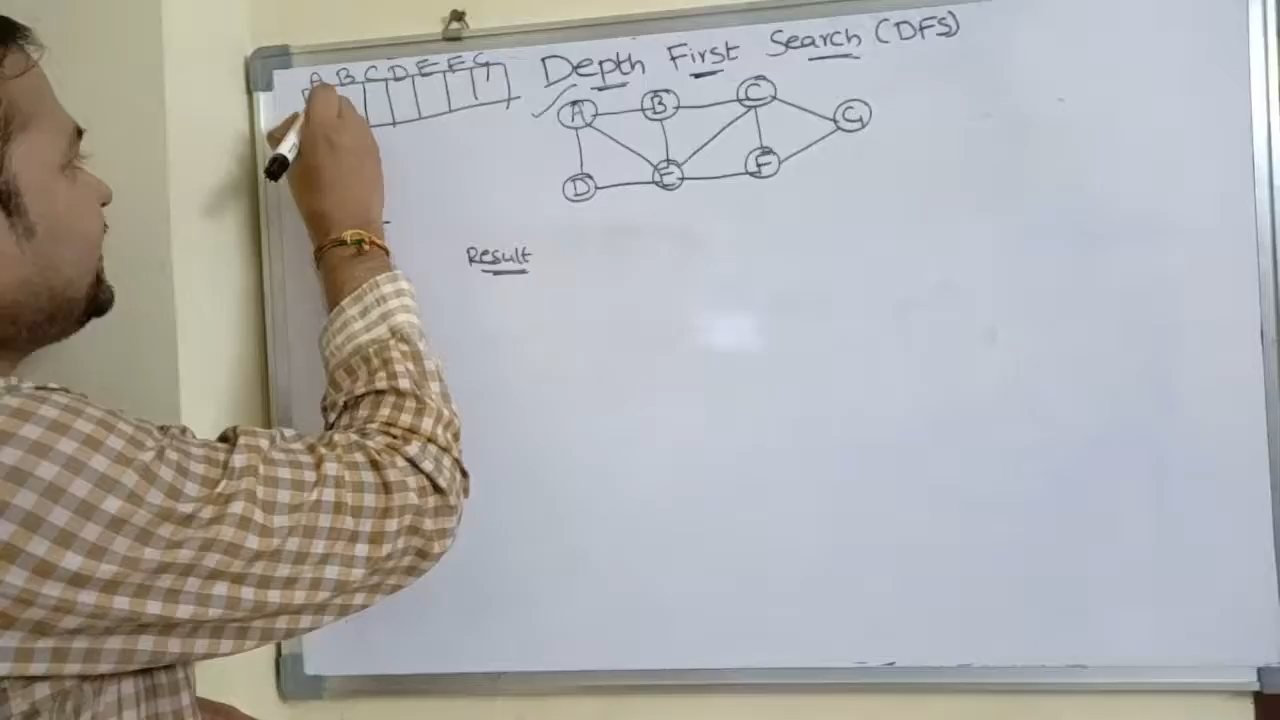 Depth First Search (DFS)
A B C D E F G
A B C G
D E F
Result